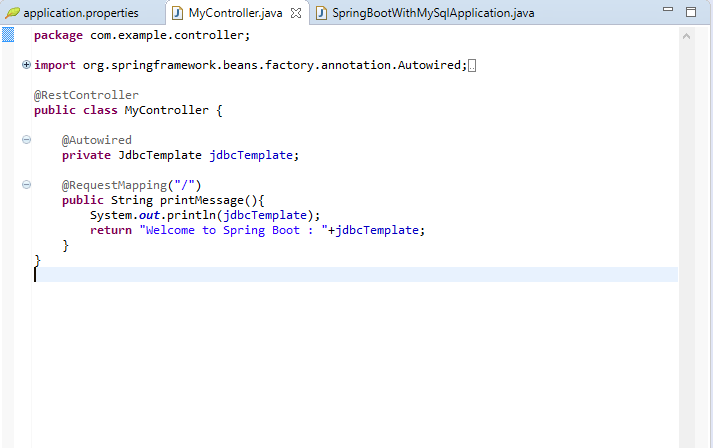 application.properties MyController.java SpringBootWithMySqlApplication.java
package com.example.controller;
import org.springframework.beans.factory.annotation.Autowired;
@RestController
public class MyController {
@Autowired
private JdbcTemplate jdbcTemplate;
@RequestMapping("/")
public String printMessage(){
System.out.println(jdbcTemplate);
return "Welcome to Spring Boot : "+jdbcTemplate;
}
}